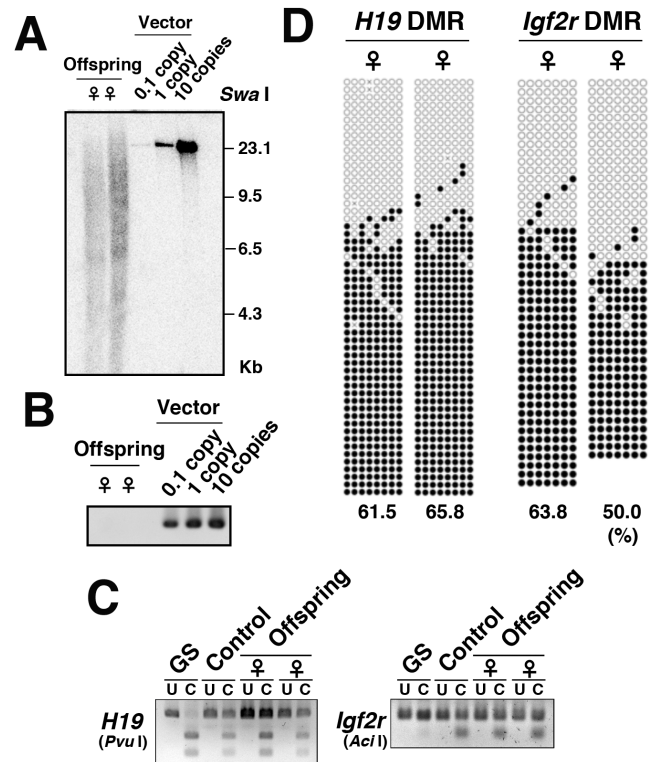 A
Vector
Offspring
0.1 copy
1 copy
10 copies
♀ ♀
Swa I
23.1
9.5
6.5
4.3
Kb
B
Vector
Offspring
0.1 copy
1 copy
10 copies
♀ ♀
C
GS
Control
Offspring
♀ ♀
U C U C U C U C
H19
(Pvu I)
GS
Control
Offspring
♀ ♀
U C U C U C U C
Igf2r
(Aci I)
D
H19 DMR
Igf2r DMR
♀ ♀ ♀ ♀
61.5 65.8 63.8 50.0
(%)